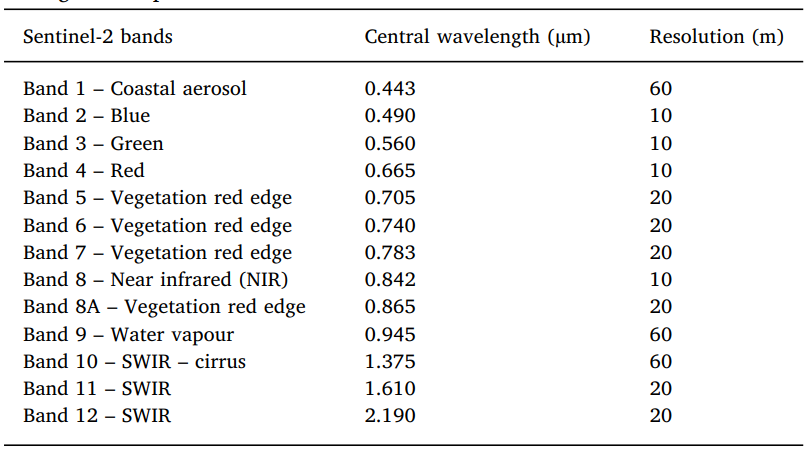 Sentinel-2 bands Central wavelength (μm) Resolution (m)
Band 1 – Coastal aerosol 0.443 60
Band 2 – Blue 0.490 10
Band 3 – Green 0.560 10
Band 4 – Red 0.665 10
Band 5 – Vegetation red edge 0.705 20
Band 6 – Vegetation red edge 0.740 20
Band 7 – Vegetation red edge 0.783 20
Band 8 – Near infrared (NIR) 0.842 10
Band 8A – Vegetation red edge 0.865 20
Band 9 – Water vapour 0.945 60
Band 10 – SWIR – cirrus 1.375 60
Band 11 – SWIR 1.610 20
Band 12 – SWIR 2.190 20